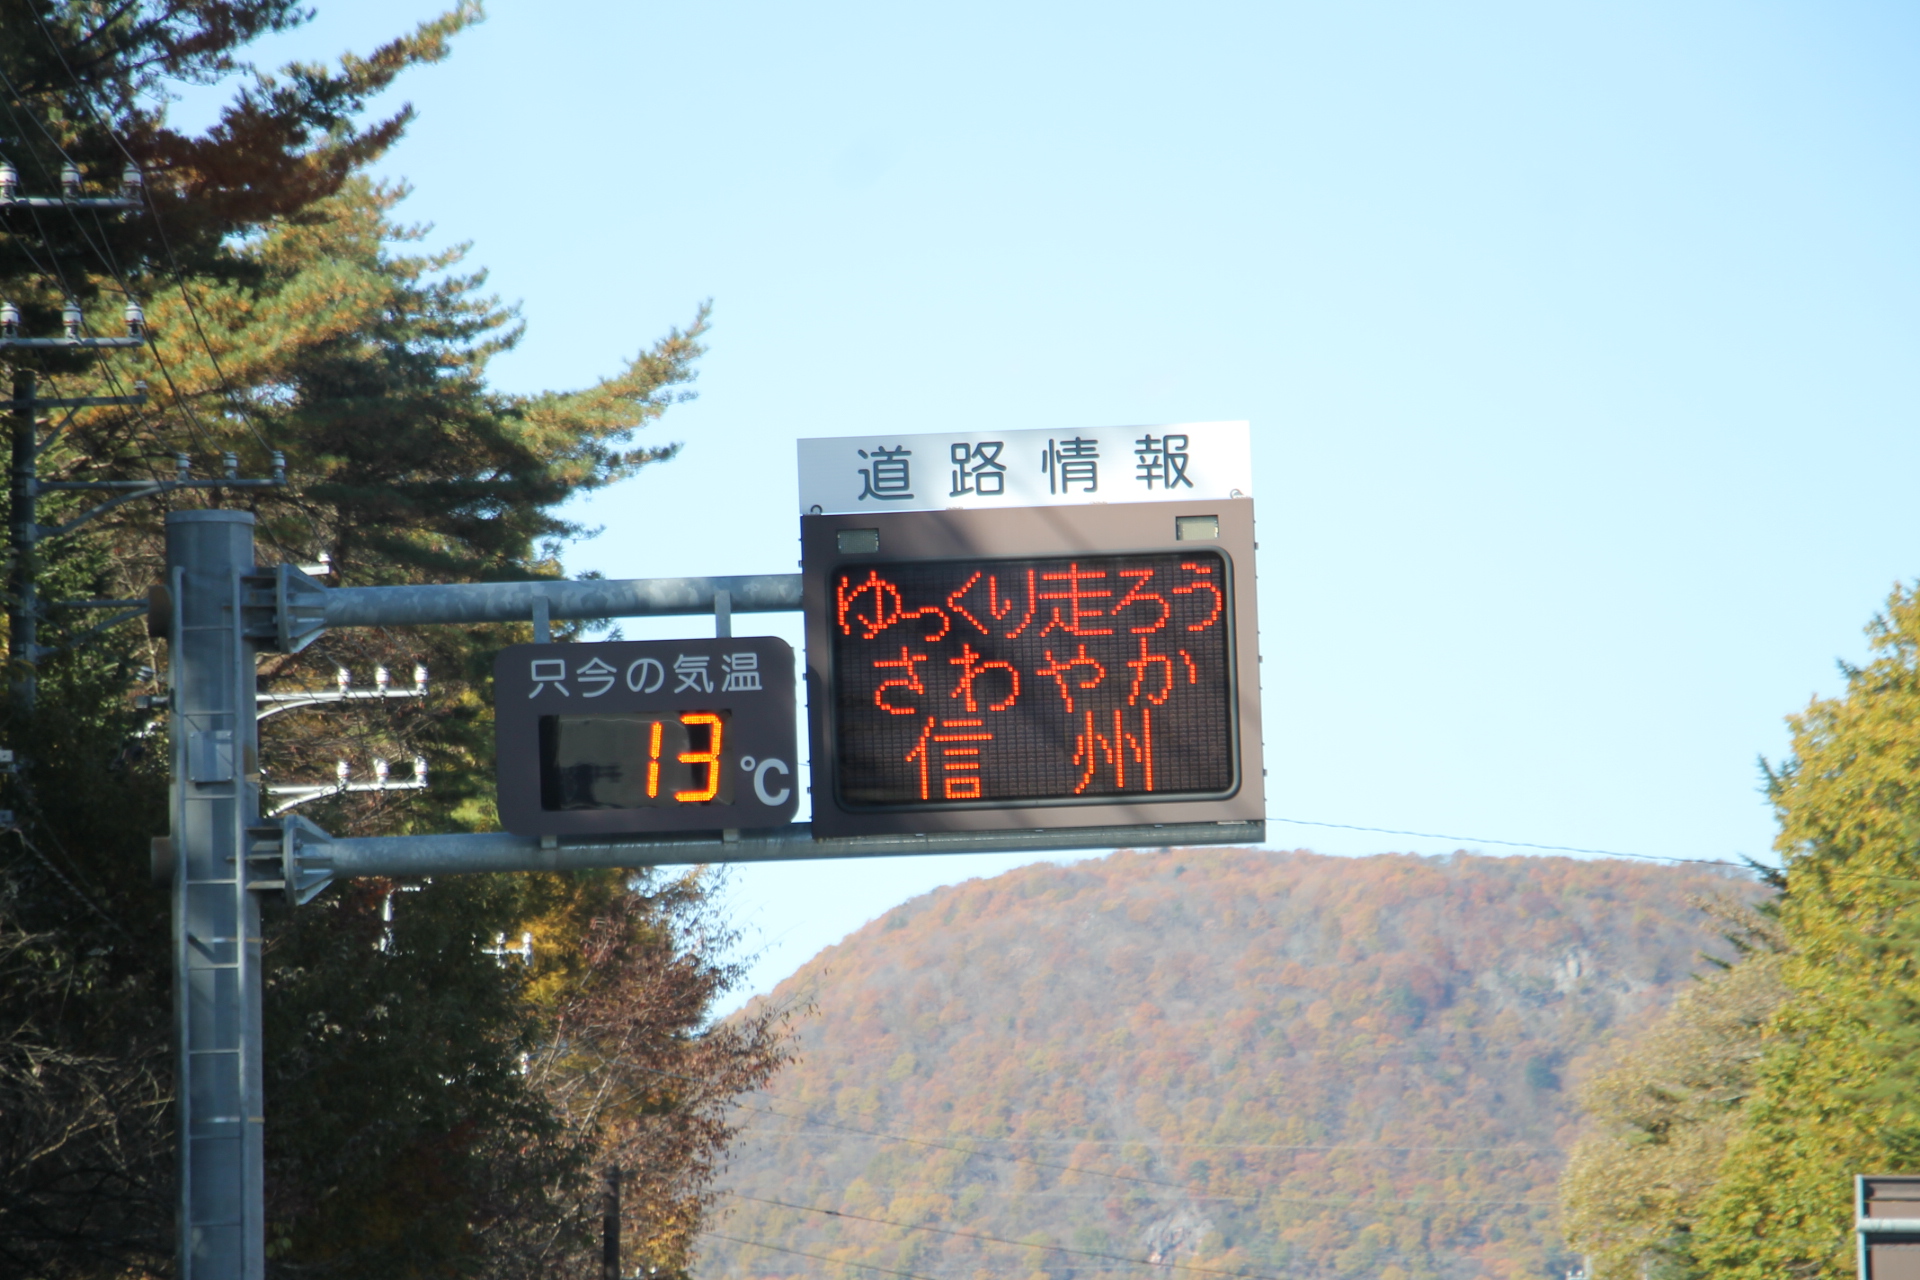 道路情報
ゆっくり走ろう
さわやか
信州
只今の気温
13℃